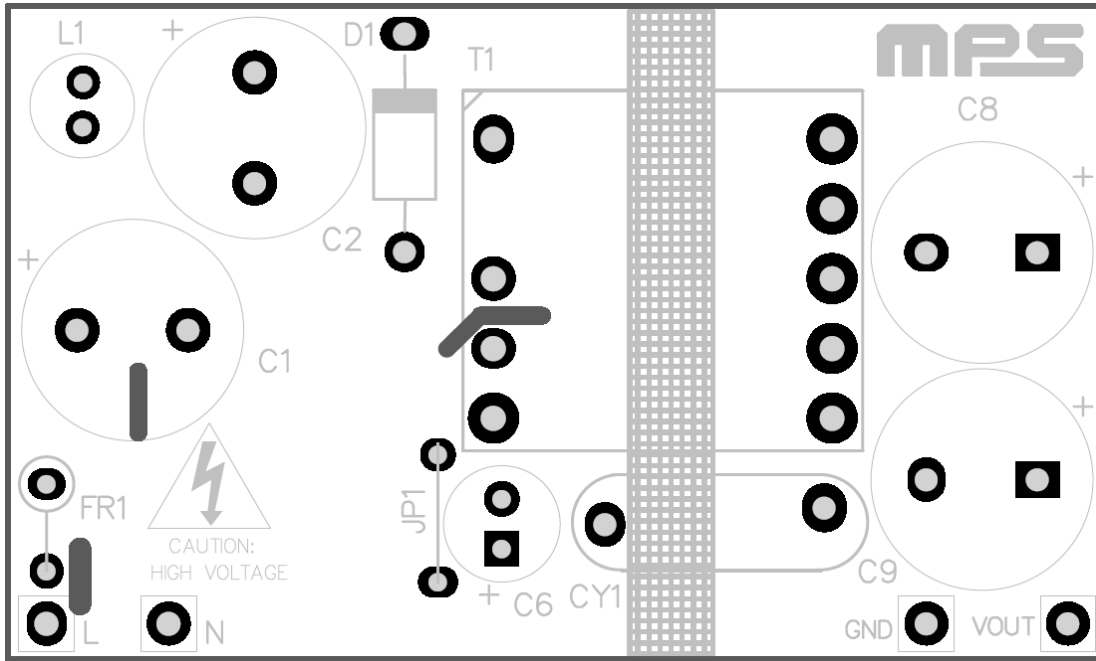 L1
+
D1
T1
MPS
C8
+
C2
+
C1
+
FR1
CAUTION:
HIGH VOLTAGE
JP1
+
C6
CY1
C9
L
N
GND
VOUT